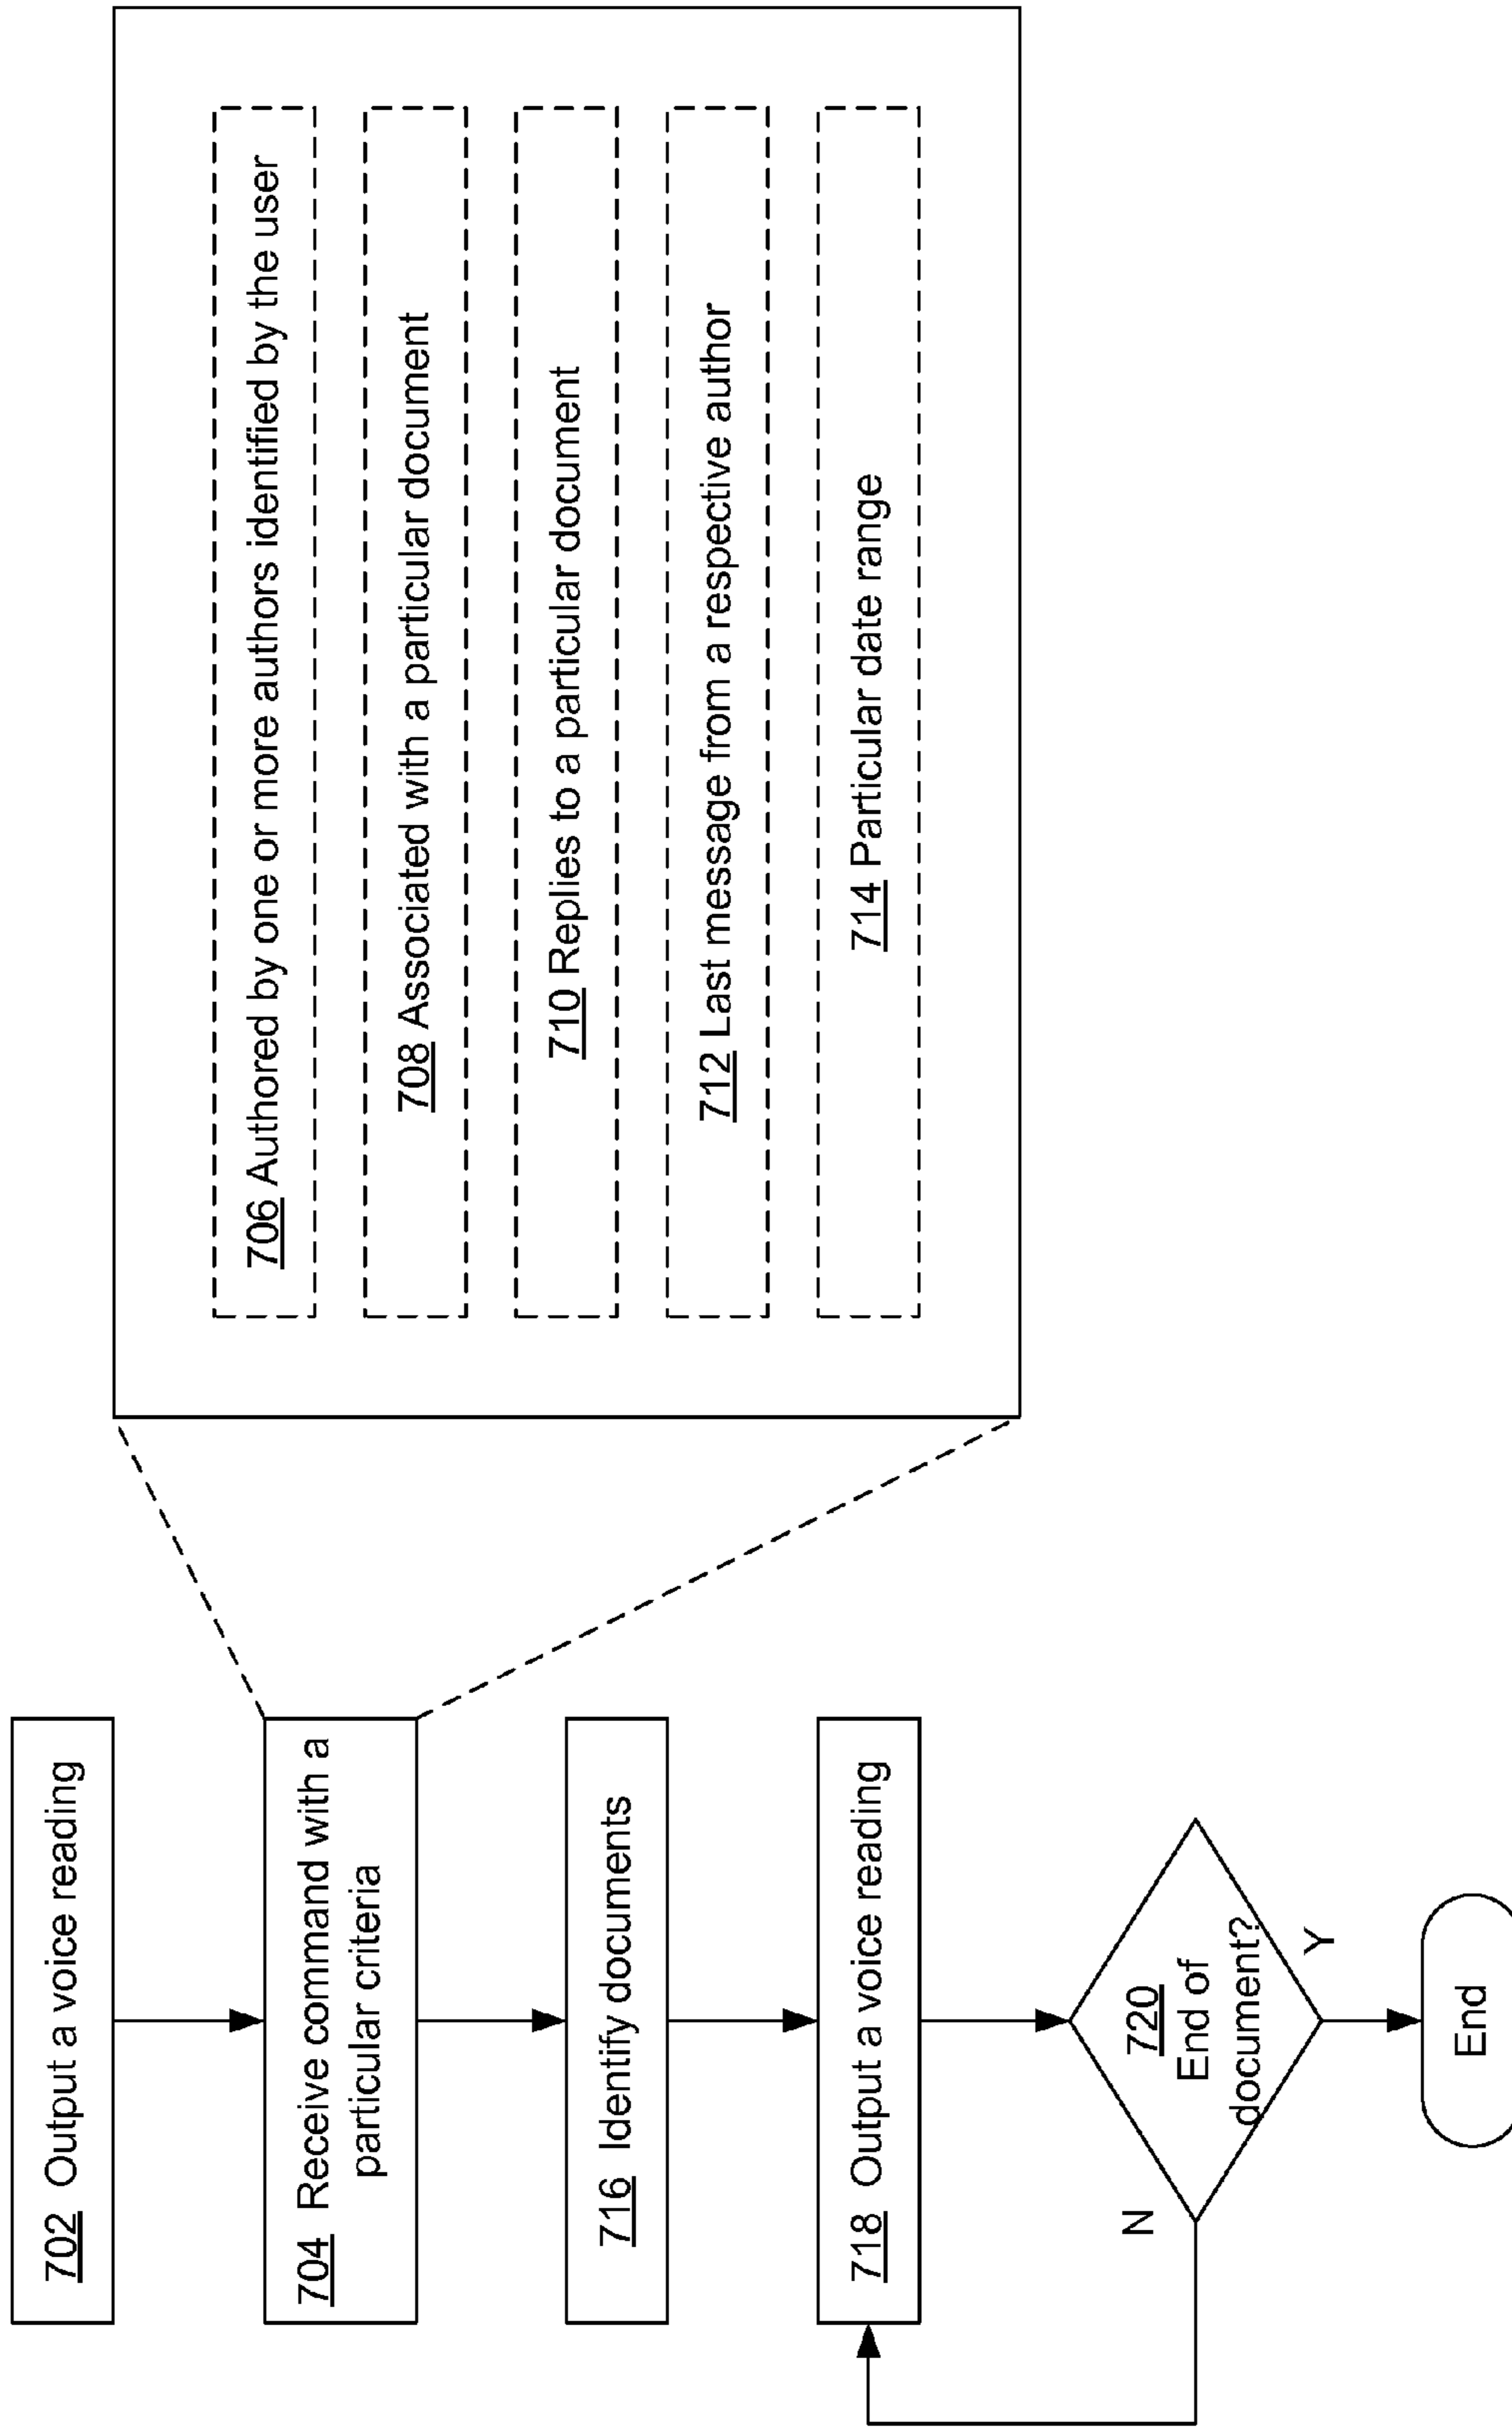 702 Output a voice reading
704 Receive command with a
particular criteria
706 Authored by one or more authors identified by the user
708 Associated with a particular document
710 Replies to a particular document
712 Last message from a respective author
714 Particular date range
716 Identify documents
718 Output a voice reading
720
End of
document?
N
Y
End